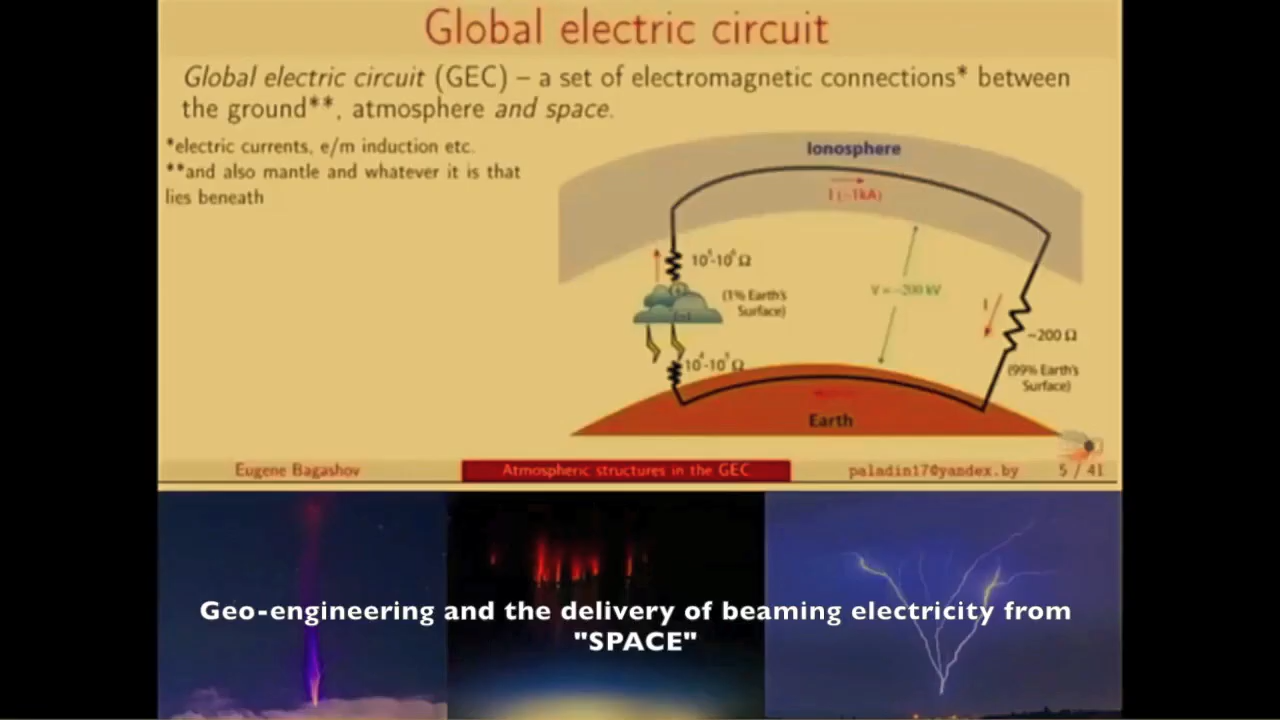 Global electric circuit
Global electric circuit (GEC) – a set of electromagnetic connections* between
the ground**, atmosphere and space.
*electric currents, e/m induction etc.
**and also mantle and whatever it is that
lies beneath
Ionosphere
I (~1kA)
Ω
(1% Earth's
Surface)
V = ~200 kV
I
~200 Ω
(99% Earth's
Surface)
Ω
Earth
Eugene Bagashov
Atmospheric structures in the GEC
paladin17@yandex.by
5 / 41
Geo-engineering and the delivery of beaming electricity from
"SPACE"